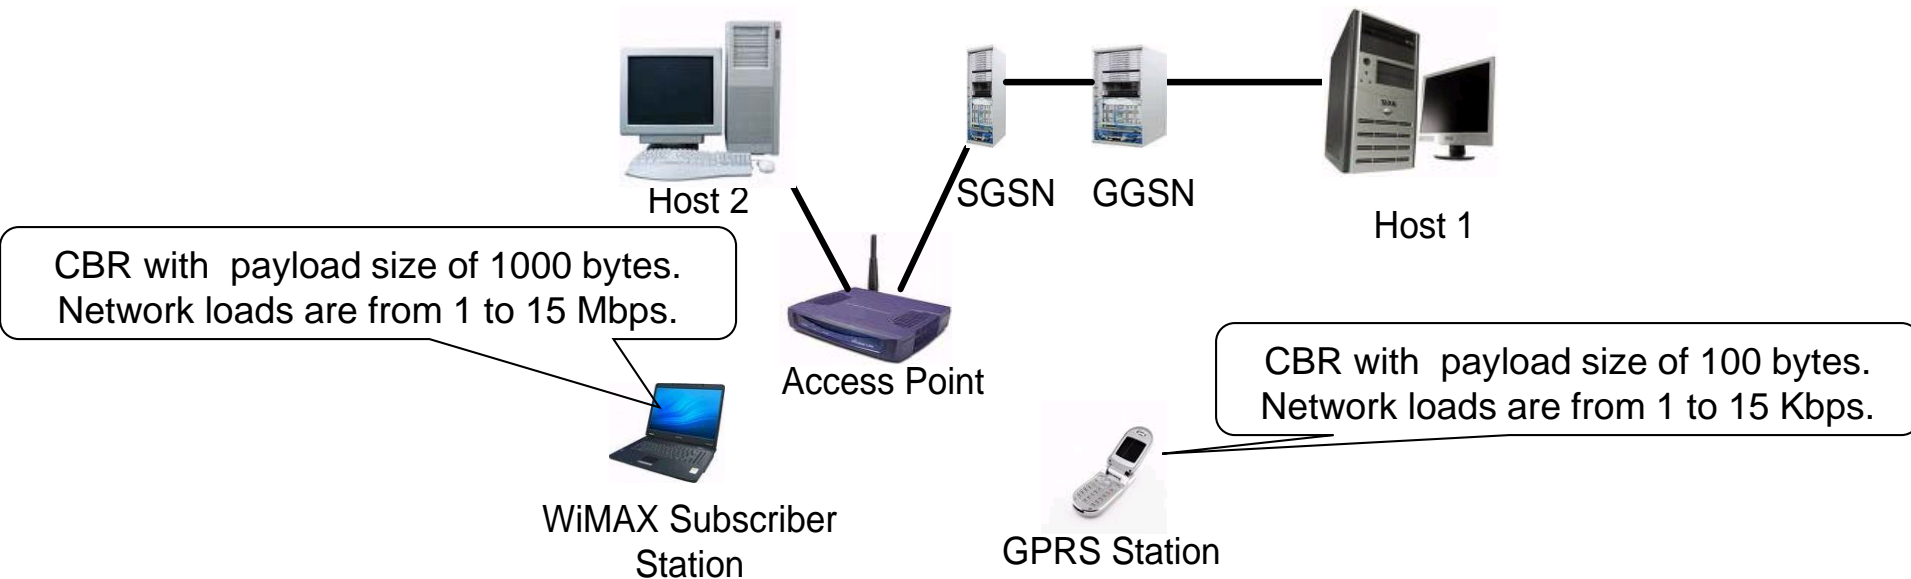 Host 2
SGSN
GGSN
Host 1
CBR with payload size of 1000 bytes.
Network loads are from 1 to 15 Mbps.
Access Point
CBR with payload size of 100 bytes.
Network loads are from 1 to 15 Kbps.
WiMAX Subscriber
Station
GPRS Station